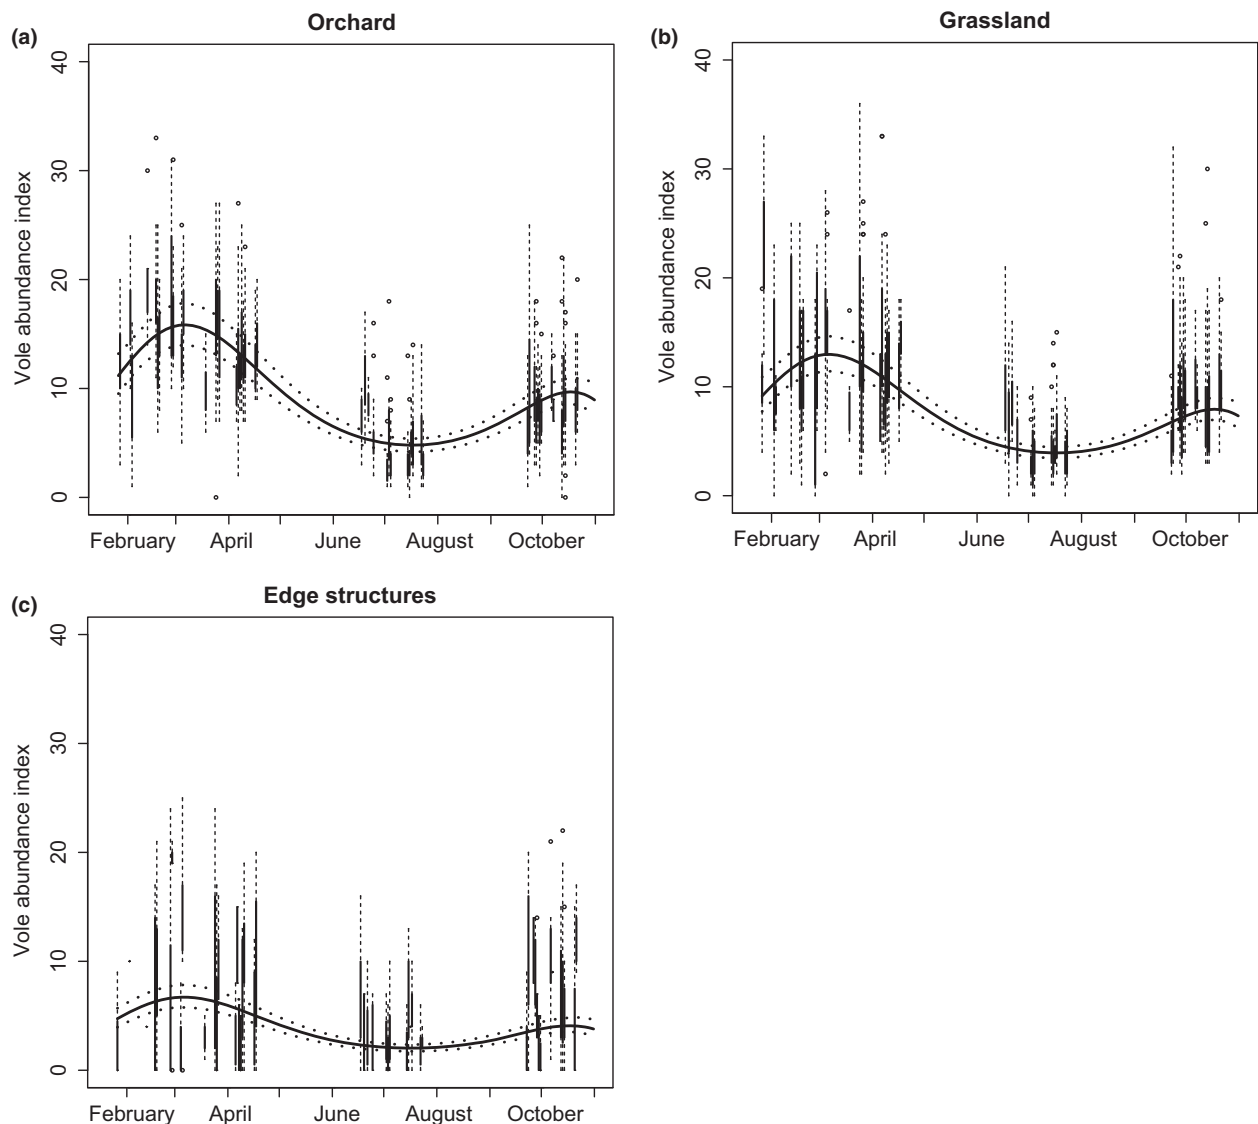 (a)
Orchard
Vole abundance index
40
30
20
10
0
February April June August October
(b)
Grassland
Vole abundance index
40
30
20
10
0
February April June August October
(c)
Edge structures
Vole abundance index
40
30
20
10
0
February April June August October